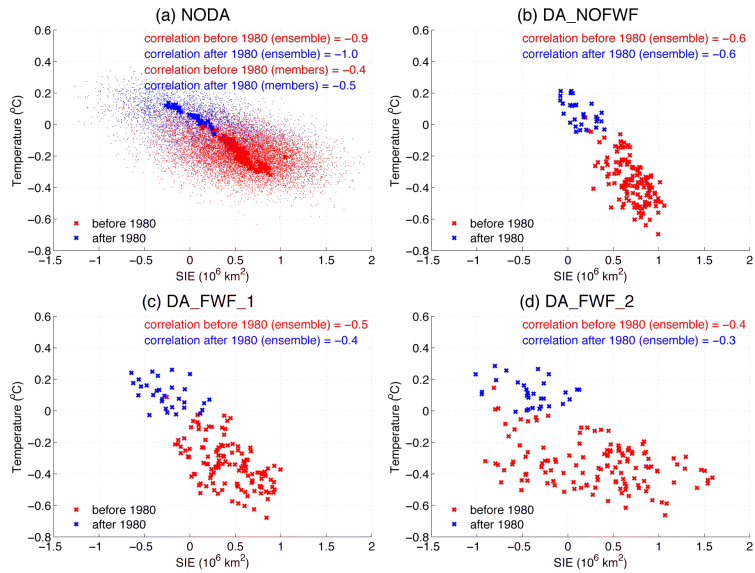 (a) NODA
correlation before 1980 (ensemble) = −0.9
correlation after 1980 (ensemble) = −1.0
correlation before 1980 (members) = −0.4
correlation after 1980 (members) = −0.5
0.6
0.4
0.2
0
−0.2
−0.4
−0.6
−0.8
Temperature (⁰C)
before 1980
after 1980
−1.5 −1 −0.5 0 0.5 1 1.5 2
SIE (10⁶ km²)
(b) DA_NOFWF
correlation before 1980 (ensemble) = −0.6
correlation after 1980 (ensemble) = −0.6
0.6
0.4
0.2
0
−0.2
−0.4
−0.6
−0.8
Temperature (⁰C)
before 1980
after 1980
−1.5 −1 −0.5 0 0.5 1 1.5 2
SIE (10⁶ km²)
(c) DA_FWF_1
correlation before 1980 (ensemble) = −0.5
correlation after 1980 (ensemble) = −0.4
0.6
0.4
0.2
0
−0.2
−0.4
−0.6
−0.8
Temperature (⁰C)
before 1980
after 1980
−1.5 −1 −0.5 0 0.5 1 1.5 2
SIE (10⁶ km²)
(d) DA_FWF_2
correlation before 1980 (ensemble) = −0.4
correlation after 1980 (ensemble) = −0.3
0.6
0.4
0.2
0
−0.2
−0.4
−0.6
−0.8
Temperature (⁰C)
before 1980
after 1980
−1.5 −1 −0.5 0 0.5 1 1.5 2
SIE (10⁶ km²)